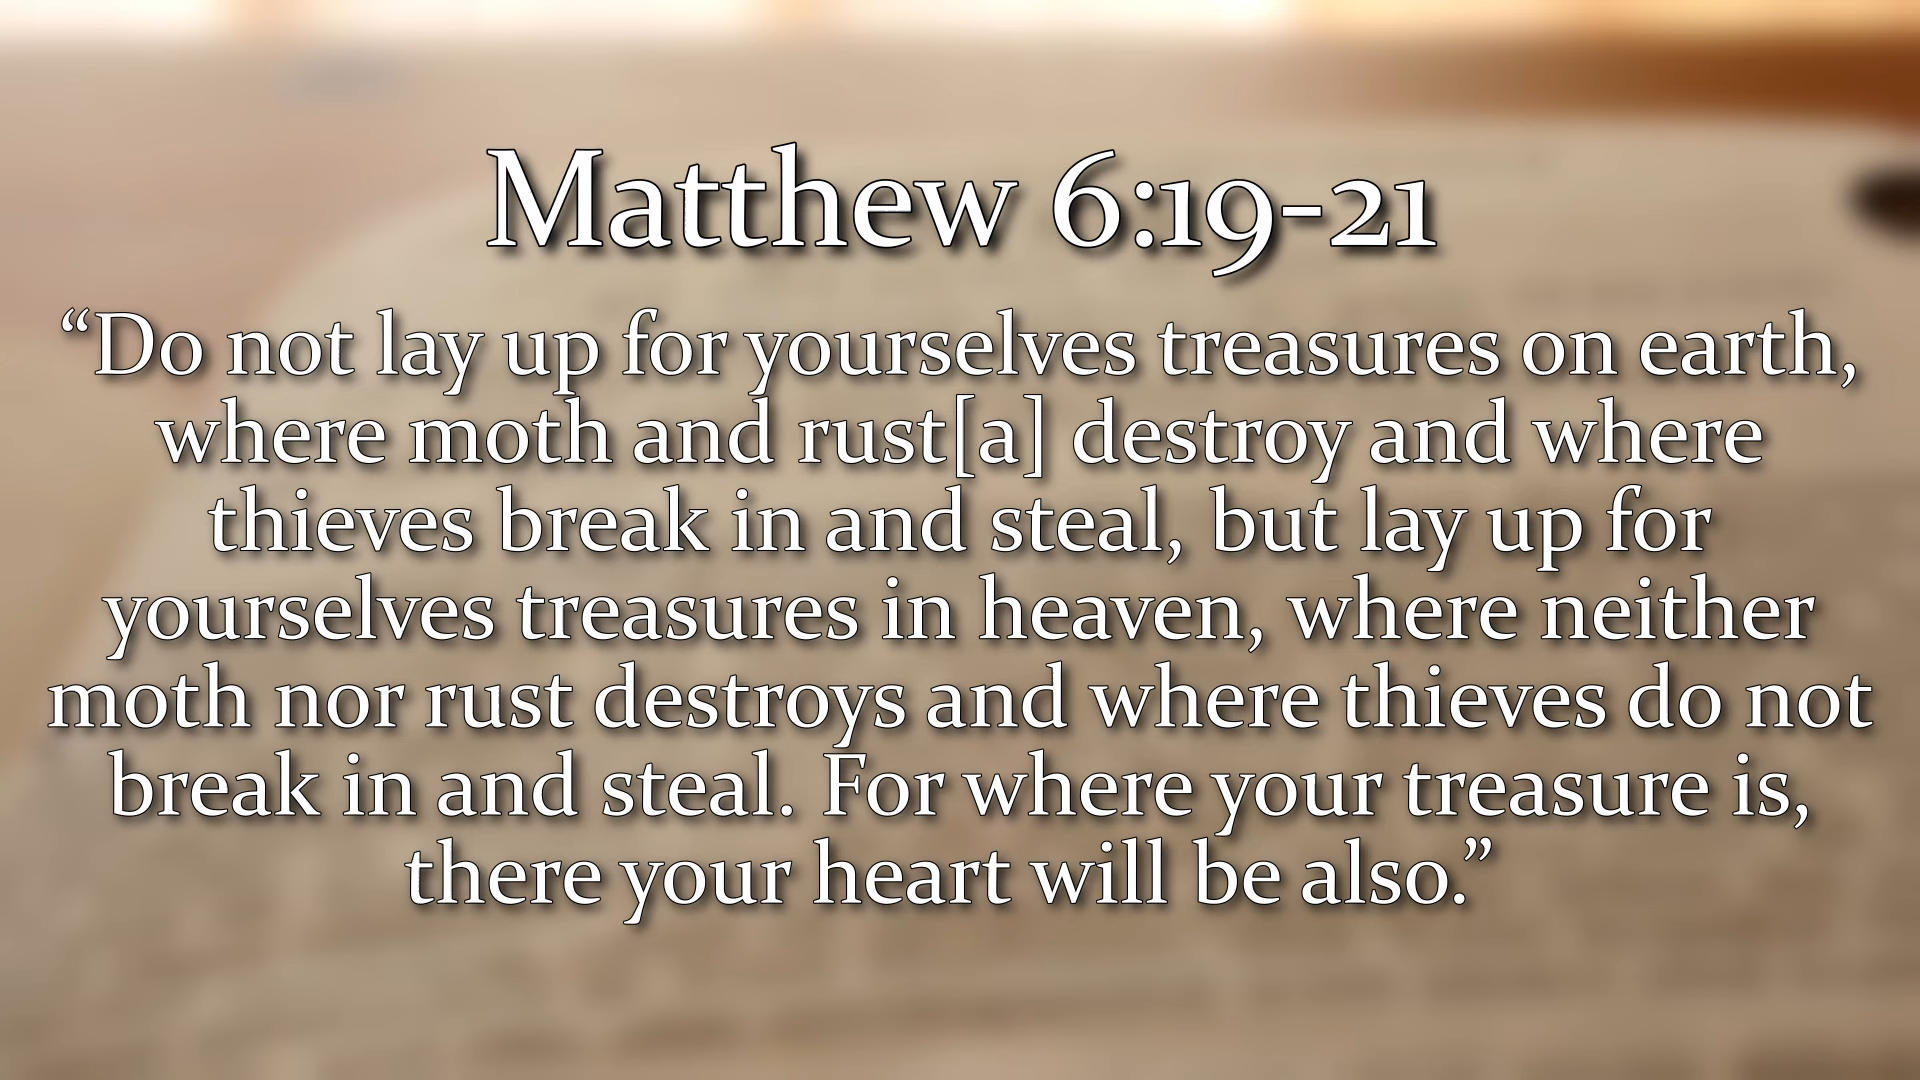 Matthew 6:19-21
“Do not lay up for yourselves treasures on earth,
where moth and rust[a] destroy and where
thieves break in and steal, but lay up for
yourselves treasures in heaven, where neither
moth nor rust destroys and where thieves do not
break in and steal. For where your treasure is,
there your heart will be also.”